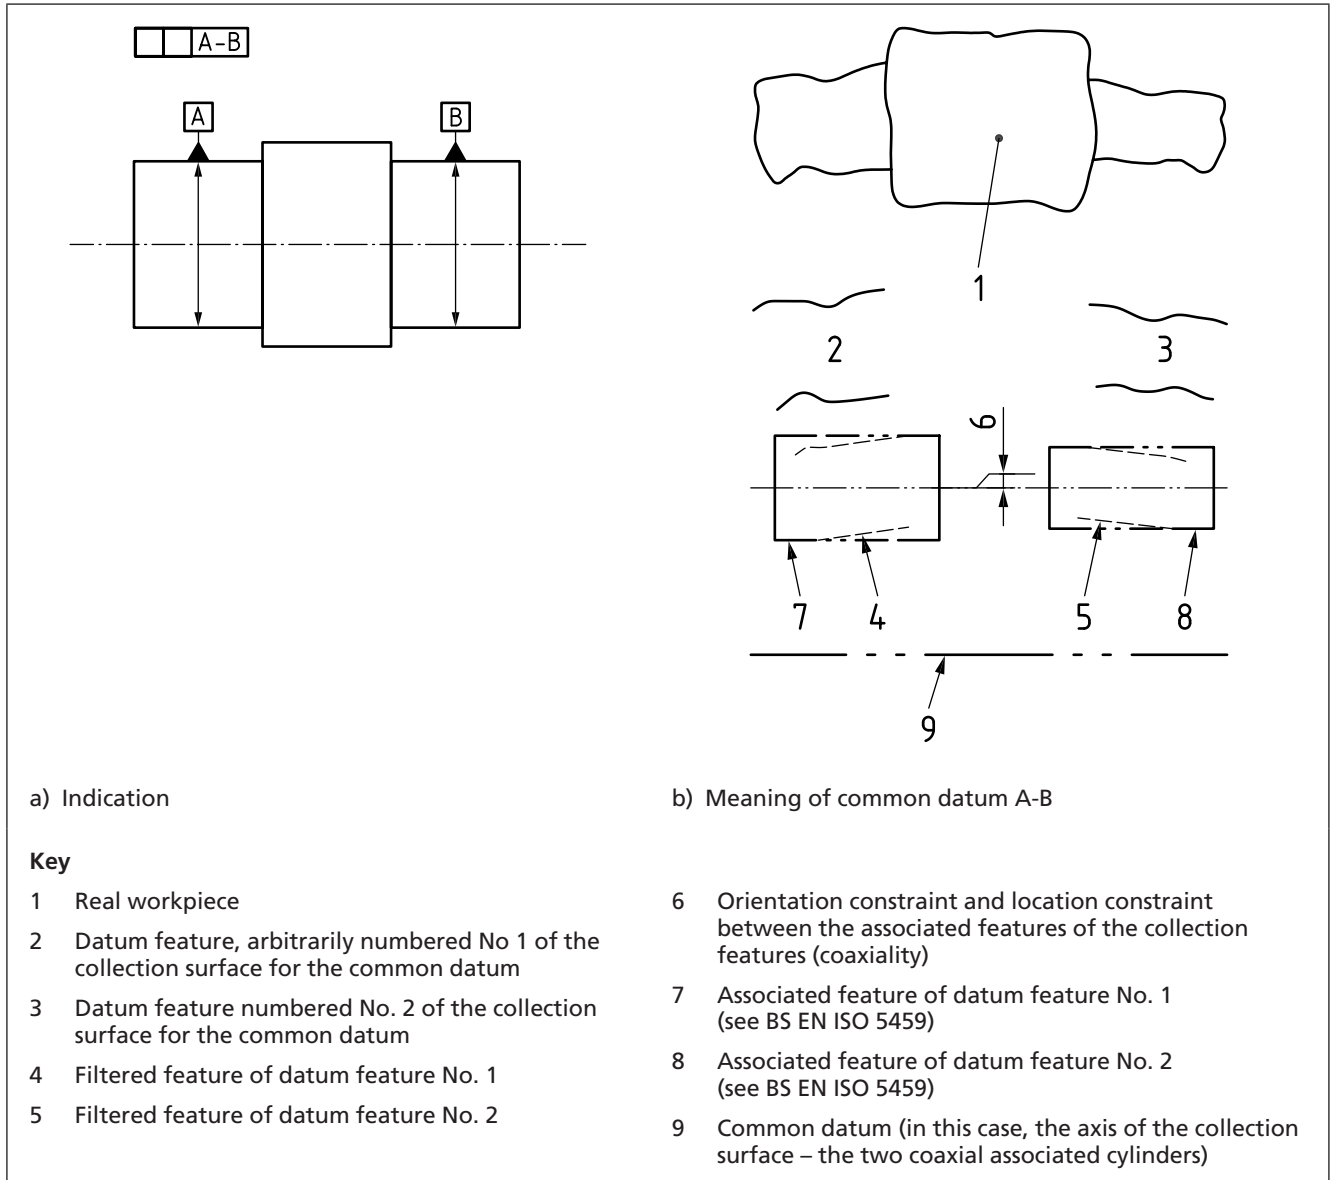 A-B
A
B
1
2
3
6
7
4
5
8
9
a) Indication
b) Meaning of common datum A-B
Key
1 Real workpiece
2 Datum feature, arbitrarily numbered No 1 of the
collection surface for the common datum
3 Datum feature numbered No. 2 of the collection
surface for the common datum
4 Filtered feature of datum feature No. 1
5 Filtered feature of datum feature No. 2
6 Orientation constraint and location constraint
between the associated features of the collection
features (coaxiality)
7 Associated feature of datum feature No. 1
(see BS EN ISO 5459)
8 Associated feature of datum feature No. 2
(see BS EN ISO 5459)
9 Common datum (in this case, the axis of the collection
surface – the two coaxial associated cylinders)